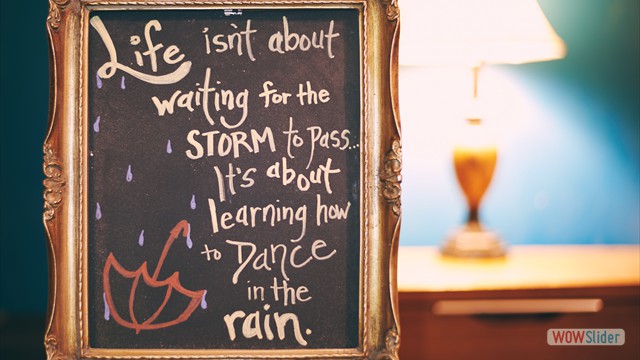 Life isn't about
waiting for the
STORM to pass...
It's about
learning how
to Dance
in the
rain.
WOWSlider